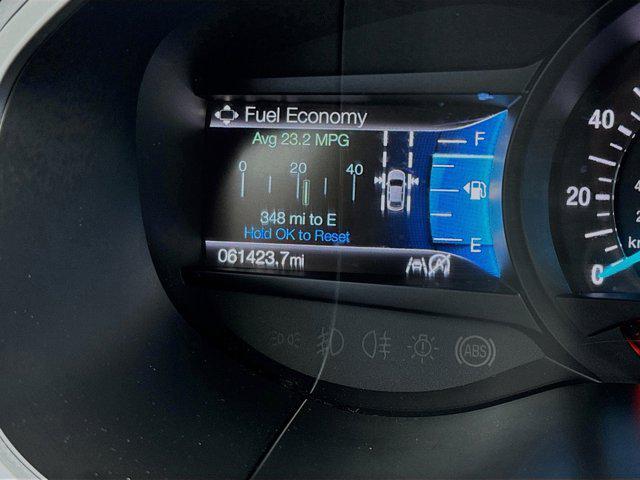 Fuel Economy
Avg 23.2 MPG
0 20 40
348 mi to E
Hold OK to Reset
061423.7mi
F
E
40
20
0
ABS